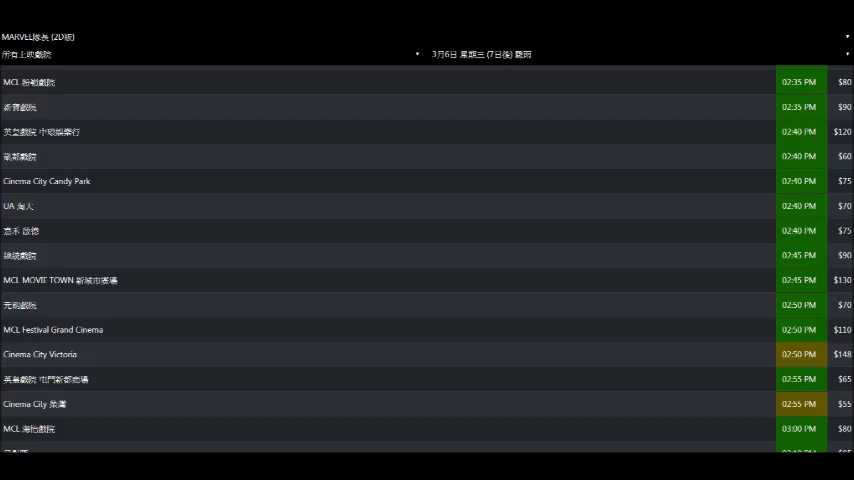 MARVEL隊長 (2D版)
所有上映戲院 3月6日 星期三 (7日後) 驟雨
MCL 粉嶺戲院 02:35 PM $80
新寶戲院 02:35 PM $90
英皇戲院 中環娛樂行 02:40 PM $120
凱都戲院 02:40 PM $60
Cinema City Candy Park 02:40 PM $75
UA 淘大 02:40 PM $70
嘉禾 啟德 02:40 PM $75
總統戲院 02:45 PM $90
MCL MOVIE TOWN 新城市廣場 02:45 PM $130
元朗戲院 02:50 PM $70
MCL Festival Grand Cinema 02:50 PM $110
Cinema City Victoria 02:50 PM $148
英皇戲院 屯門新都商場 02:55 PM $65
Cinema City 柴灣 02:55 PM $55
MCL 海怡戲院 03:00 PM $80